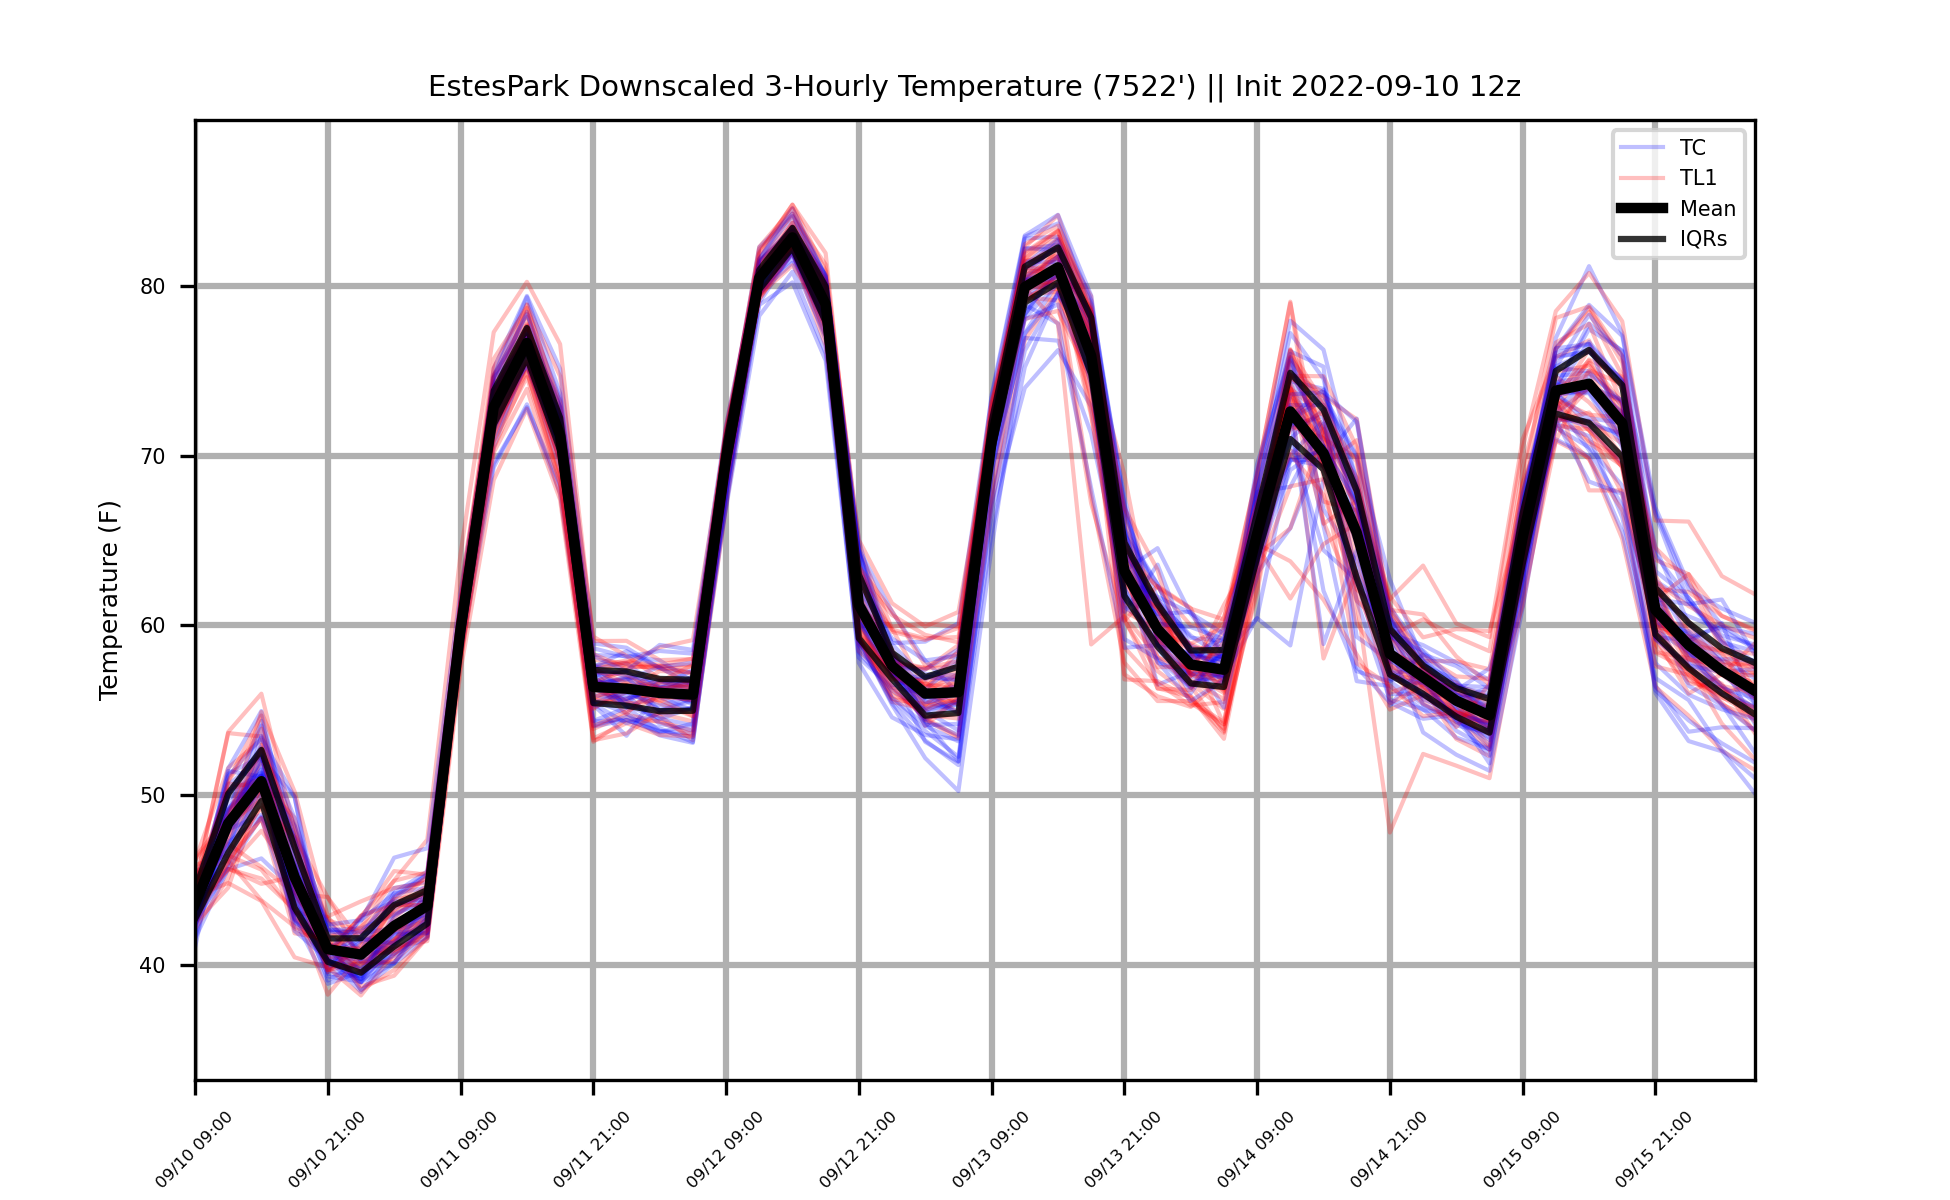 EstesPark Downscaled 3-Hourly Temperature (7522') || Init 2022-09-10 12z
TC
TL1
Mean
IQRs
Temperature (F)
80
70
60
50
40
09/10 09:00
09/10 21:00
09/11 09:00
09/11 21:00
09/12 09:00
09/12 21:00
09/13 09:00
09/13 21:00
09/14 09:00
09/14 21:00
09/15 09:00
09/15 21:00